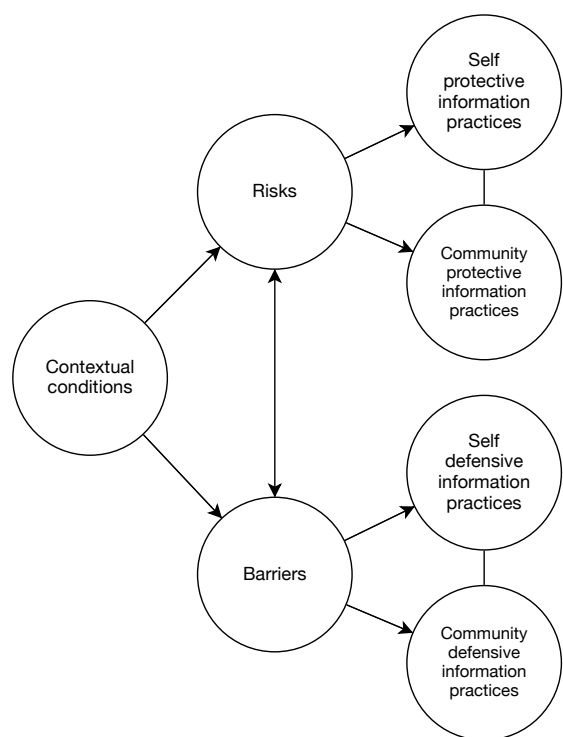 Self
protective
information
practices
Risks
Community
protective
information
practices
Contextual
conditions
Self
defensive
information
practices
Barriers
Community
defensive
information
practices